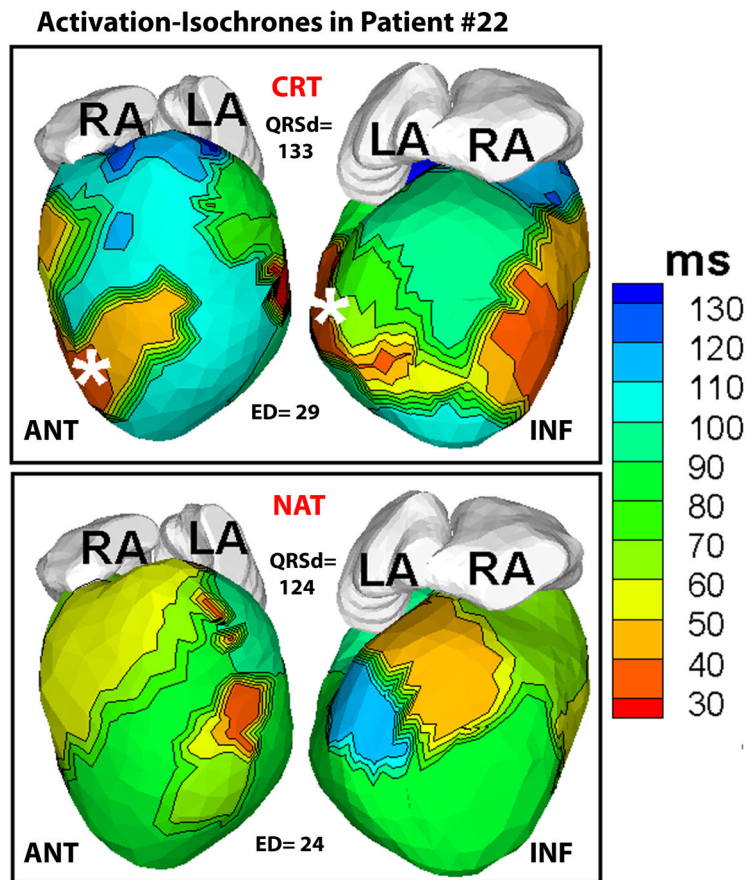 Activation-Isochrones in Patient #22
RA LA
CRT
QRSd=
133
LA RA
*
*
ANT
ED= 29
INF
RA LA
NAT
QRSd=
124
LA RA
ANT
ED= 24
INF
ms
130
120
110
100
90
80
70
60
50
40
30